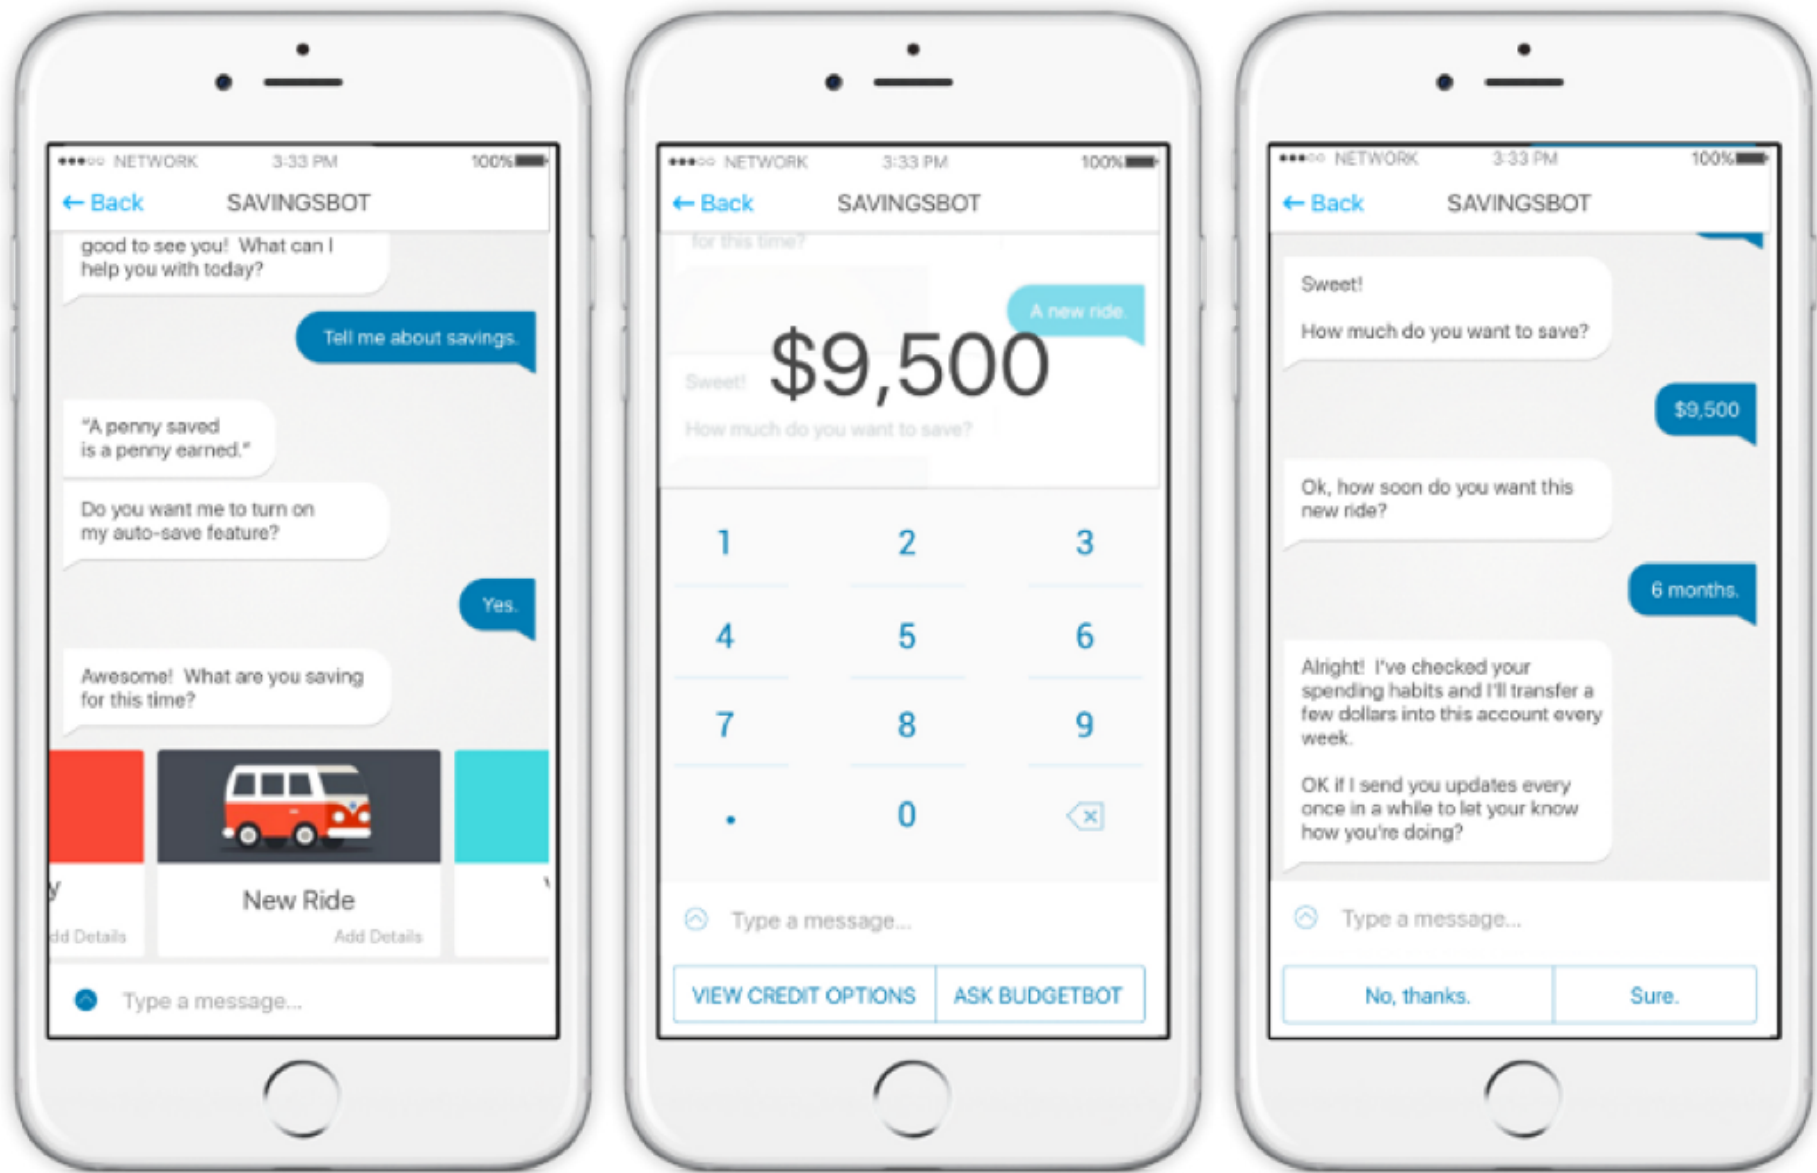 NETWORK 3:33 PM 100%
← Back SAVINGSBOT
good to see you!  What can I
help you with today?
Tell me about savings.
“A penny saved
is a penny earned.”
Do you want me to turn on
my auto-save feature?
Yes.
Awesome!  What are you saving
for this time?
y
dd Details
New Ride
Add Details
Type a message...
NETWORK 3:33 PM 100%
← Back SAVINGSBOT
for this time?
A new ride.
$9,500
Sweet!
How much do you want to save?
1 2 3
4 5 6
7 8 9
. 0
Type a message...
VIEW CREDIT OPTIONS ASK BUDGETBOT
NETWORK 3:33 PM 100%
← Back SAVINGSBOT
Sweet!
How much do you want to save?
$9,500
Ok, how soon do you want this
new ride?
6 months.
Alright!  I've checked your
spending habits and I'll transfer a
few dollars into this account every
week.
OK if I send you updates every
once in a while to let your know
how you're doing?
Type a message...
No, thanks. Sure.